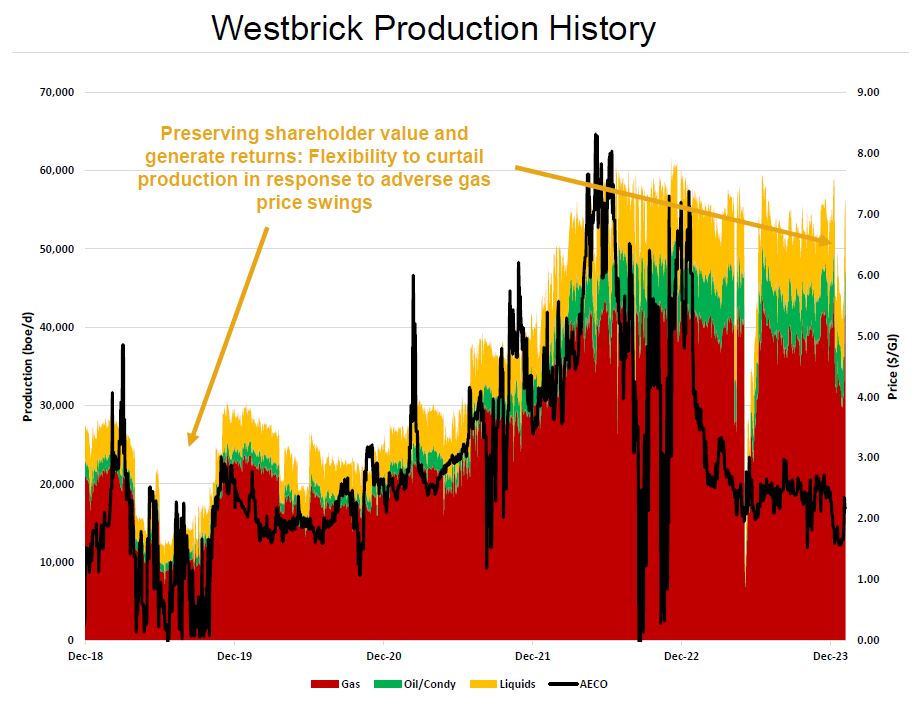 Westbrick Production History
Preserving shareholder value and
generate returns: Flexibility to curtail
production in response to adverse gas
price swings
Production (boe/d)
70,000
60,000
50,000
40,000
30,000
20,000
10,000
0
9.00
8.00
7.00
6.00
5.00
4.00
3.00
2.00
1.00
0.00
Price ($/GJ)
Dec-18 Dec-19 Dec-20 Dec-21 Dec-22 Dec-23
Gas Oil/Condy Liquids AECO